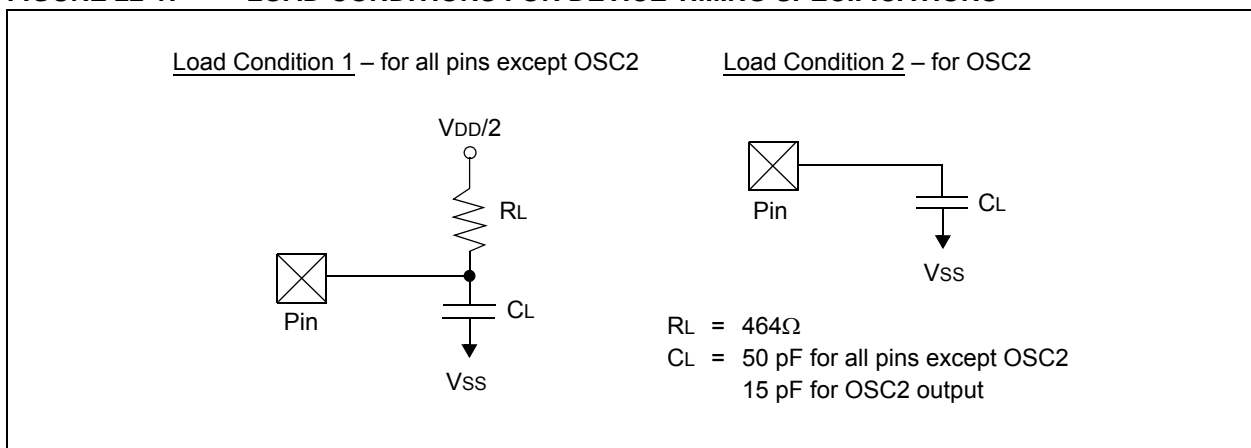 Load Condition 1 – for all pins except OSC2
Load Condition 2 – for OSC2
VDD/2
RL
Pin
CL
VSS
Pin
CL
VSS
RL = 464Ω
CL = 50 pF for all pins except OSC2
15 pF for OSC2 output